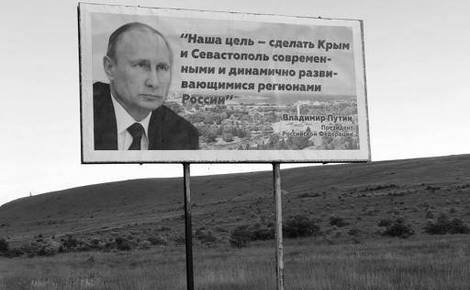 “Наша цель – сделать Крым
и Севастополь современ-
ными и динамично разви-
вающимися регионами
России”
Владимир Путин
Президент
Российской Федерации